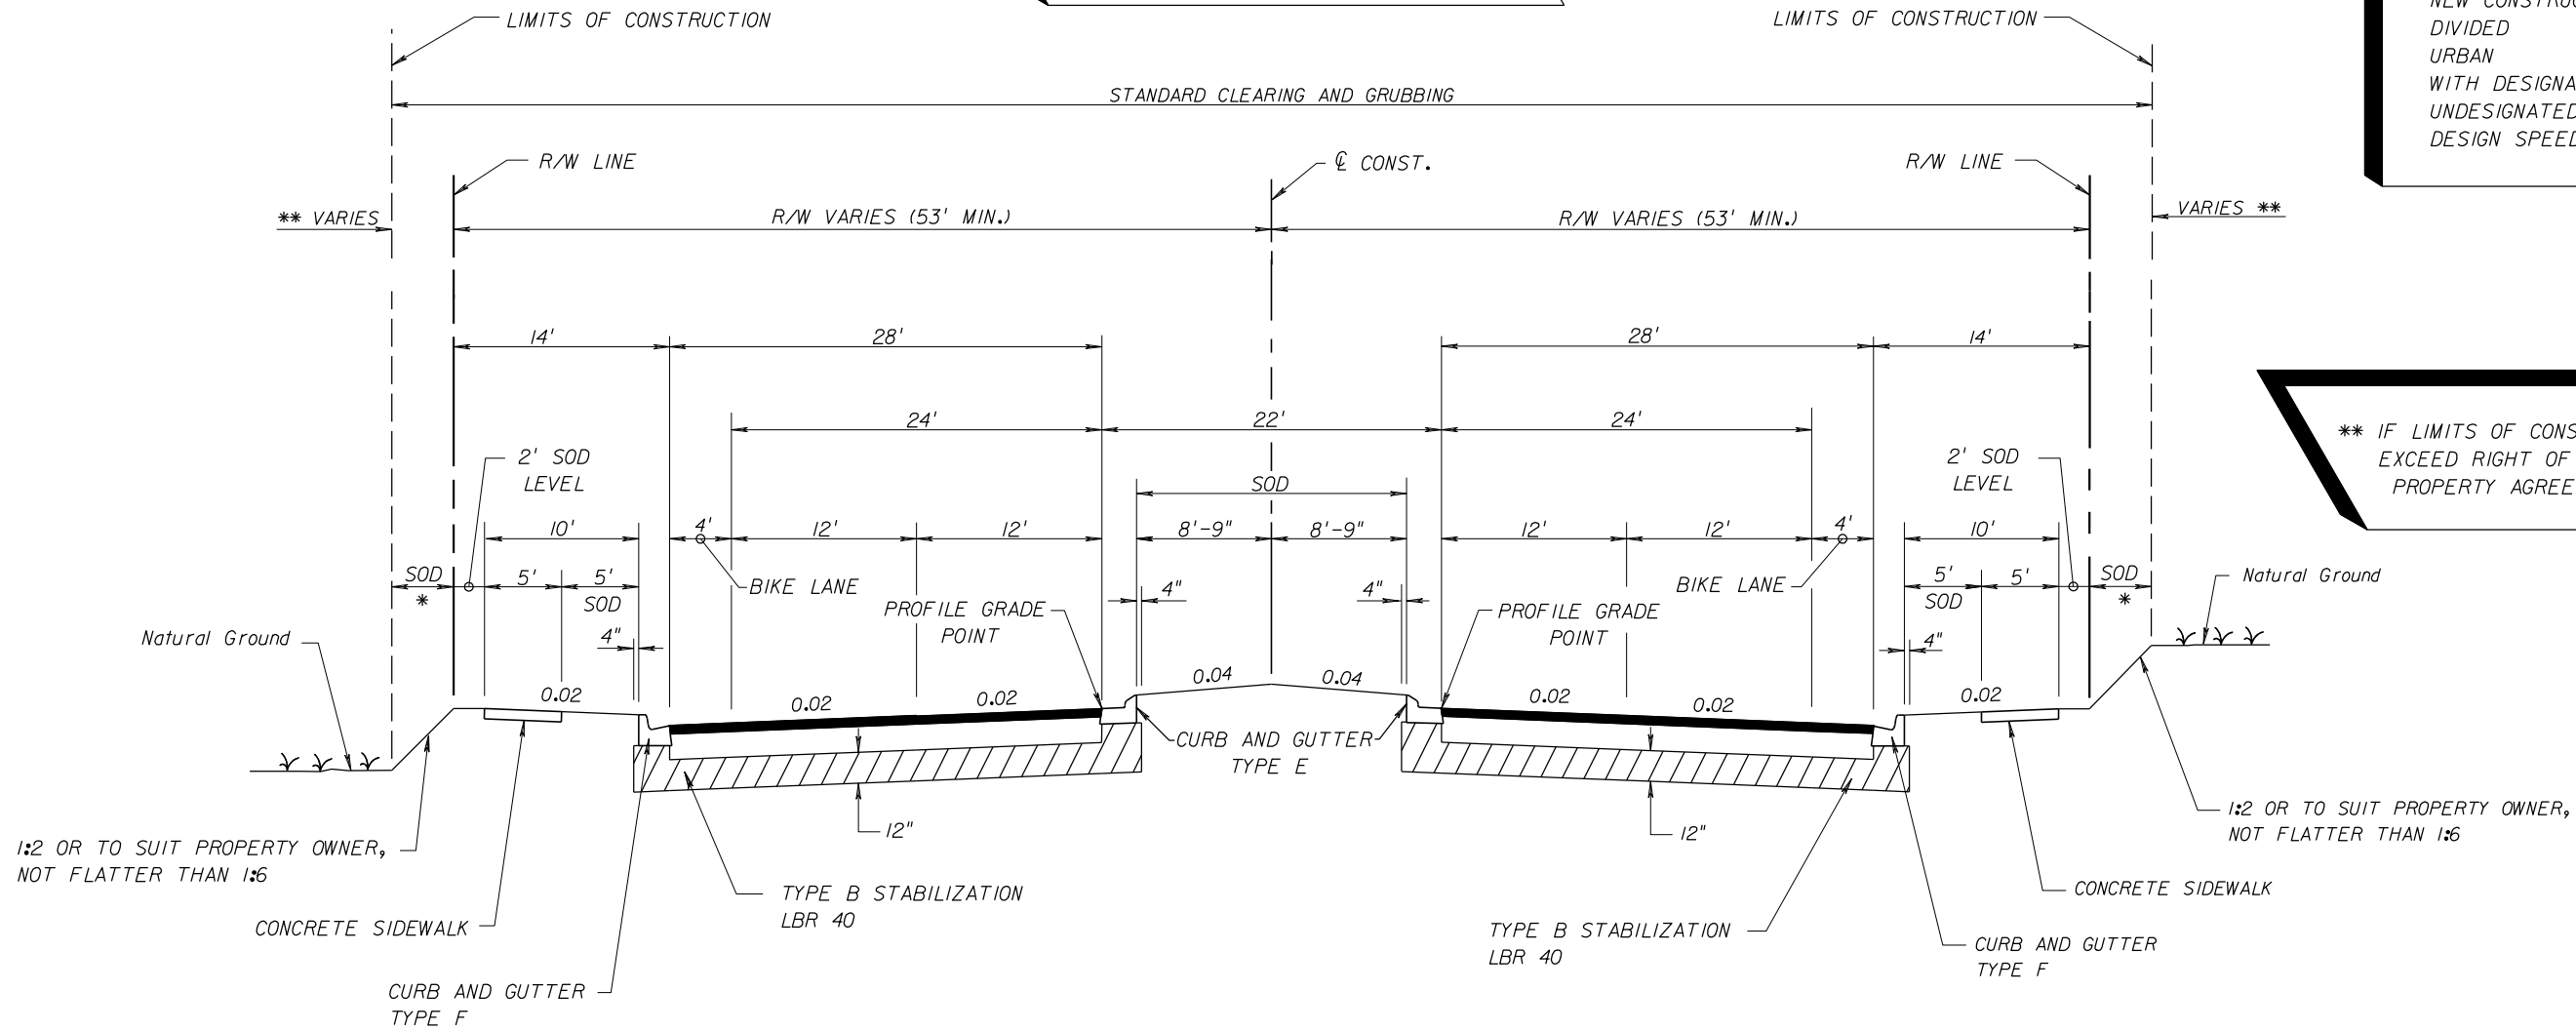 LIMITS OF CONSTRUCTION
LIMITS OF CONSTRUCTION
DIVIDED
URBAN
STANDARD CLEARING AND GRUBBING
WITH
DESIGN
R/W LINE
℄ CONST.
R/W LINE
** VARIES
R/W VARIES (53' MIN.)
R/W VARIES (53' MIN.)
VARIES **
14'
28'
28'
14'
24'
22'
24'
** IF LIMITS OF
EXCEED RIGHT OF
PROPERTY
2' SOD
LEVEL
SOD
2' SOD
LEVEL
10'
4'
12'
12'
8'-9"
8'-9"
12'
12'
4'
10'
SOD
*
5'
5'
SOD
BIKE LANE
4"
4"
BIKE LANE
5'
SOD
5'
SOD
*
Natural Ground
Natural Ground
4"
PROFILE GRADE
POINT
PROFILE GRADE
POINT
4"
0.02
0.02
0.02
0.04
0.04
0.02
0.02
0.02
CURB AND GUTTER
TYPE E
12"
12"
1:2 OR TO SUIT PROPERTY OWNER,
NOT FLATTER THAN 1:6
1:2 OR TO SUIT PROPERTY OWNER,
NOT FLATTER THAN 1:6
TYPE B STABILIZATION
LBR 40
CONCRETE SIDEWALK
CONCRETE SIDEWALK
TYPE B STABILIZATION
LBR 40
CURB AND GUTTER
TYPE F
CURB AND GUTTER
TYPE F